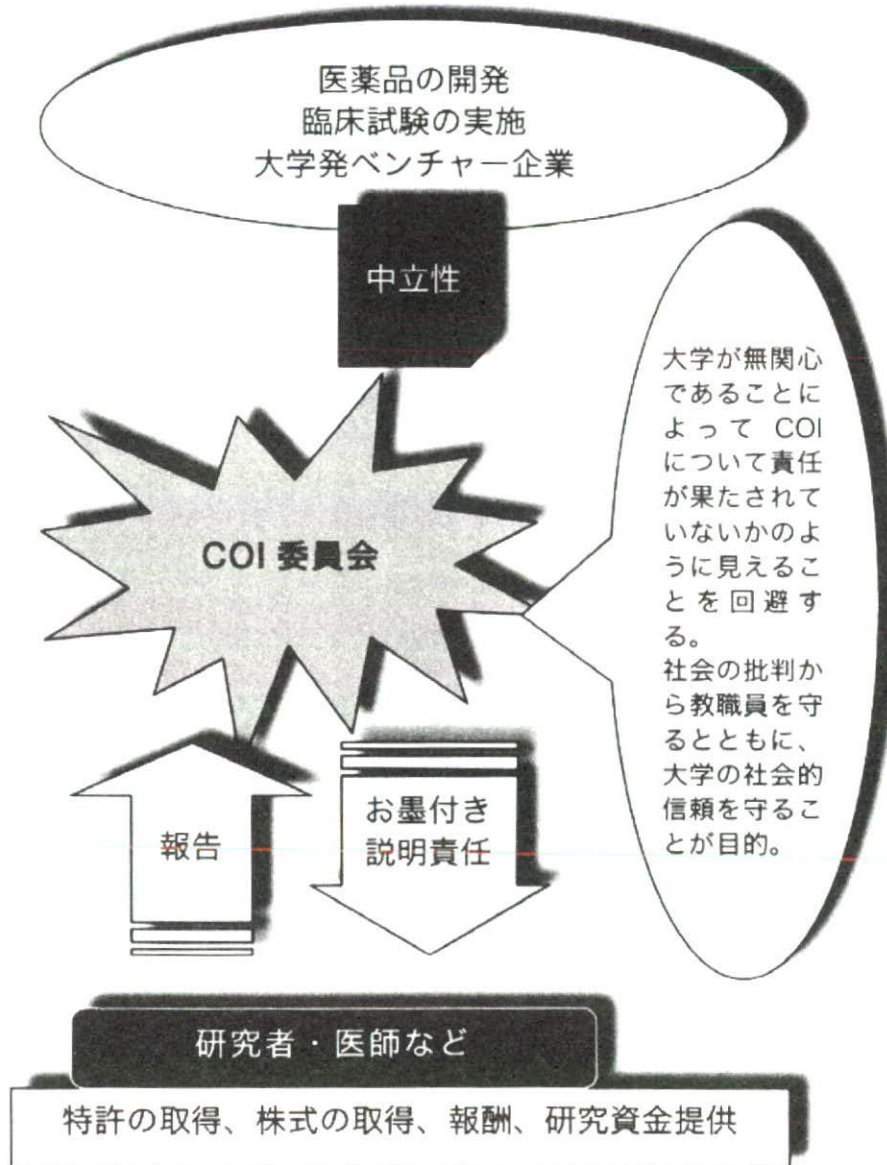 医薬品の開発
臨床試験の実施
大学発ベンチャー企業
中立性
COI 委員会
大学が無関心
であることに
よって COI
について責任
が果たされて
いないかのよ
うに見えるこ
とを回避す
る。
社会の批判か
ら教職員を守
るとともに、
大学の社会的
信頼を守るこ
とが目的。
報告
お墨付き
説明責任
研究者・医師など
特許の取得、株式の取得、報酬、研究資金提供